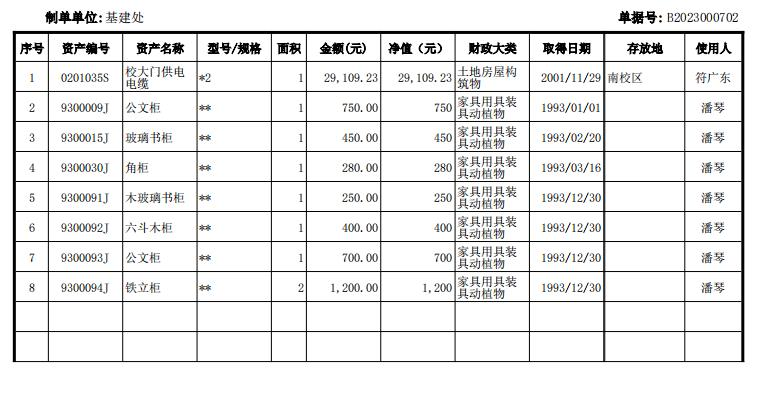 制单单位:基建处 单据号: B2023000702
序号 资产编号 资产名称 型号/规格 面积 金额(元) 净值（元） 财政大类 取得日期 存放地 使用人
1 0201035S 校大门供电电缆 *2 1 29,109.23 29,109.23 土地房屋构筑物 2001/11/29 南校区 符广东
2 9300009J 公文柜 ** 1 750.00 750 家具用具装具动植物 1993/01/01 潘琴
3 9300015J 玻璃书柜 ** 1 450.00 450 家具用具装具动植物 1993/02/20 潘琴
4 9300030J 角柜 ** 1 280.00 280 家具用具装具动植物 1993/03/16 潘琴
5 9300091J 木玻璃书柜 ** 1 250.00 250 家具用具装具动植物 1993/12/30 潘琴
6 9300092J 六斗木柜 ** 1 400.00 400 家具用具装具动植物 1993/12/30 潘琴
7 9300093J 公文柜 ** 1 700.00 700 家具用具装具动植物 1993/12/30 潘琴
8 9300094J 铁立柜 ** 2 1,200.00 1,200 家具用具装具动植物 1993/12/30 潘琴